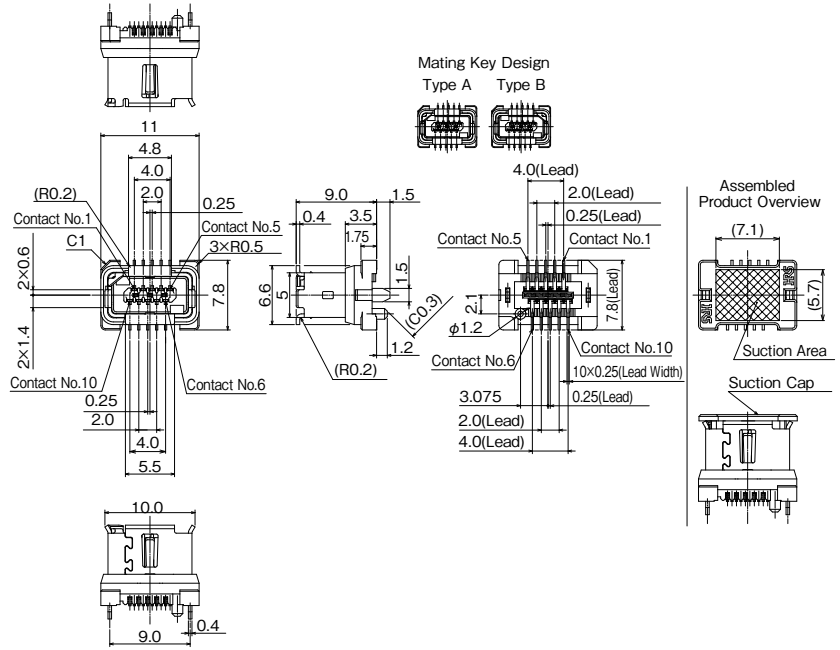 Mating Key Design
Type A
Type B
11
4.8
4.0
2.0
0.25
(R0.2)
Contact No.1
Contact No.5
C1
3×R0.5
2×0.6
2×1.4
7.8
Contact No.10
Contact No.6
0.25
2.0
4.0
5.5
9.0
1.5
0.4
3.5
1.75
6.6
5
1.5
(C0.3)
1.2
(R0.2)
4.0(Lead)
2.0(Lead)
0.25(Lead)
Contact No.5
Contact No.1
2.1
7.8(Lead)
φ1.2
Contact No.6
Contact No.10
10×0.25(Lead Width)
3.075
0.25(Lead)
2.0(Lead)
4.0(Lead)
Assembled
Product Overview
(7.1)
(5.7)
HRS
HRS
Suction Area
Suction Cap
10.0
0.4
9.0